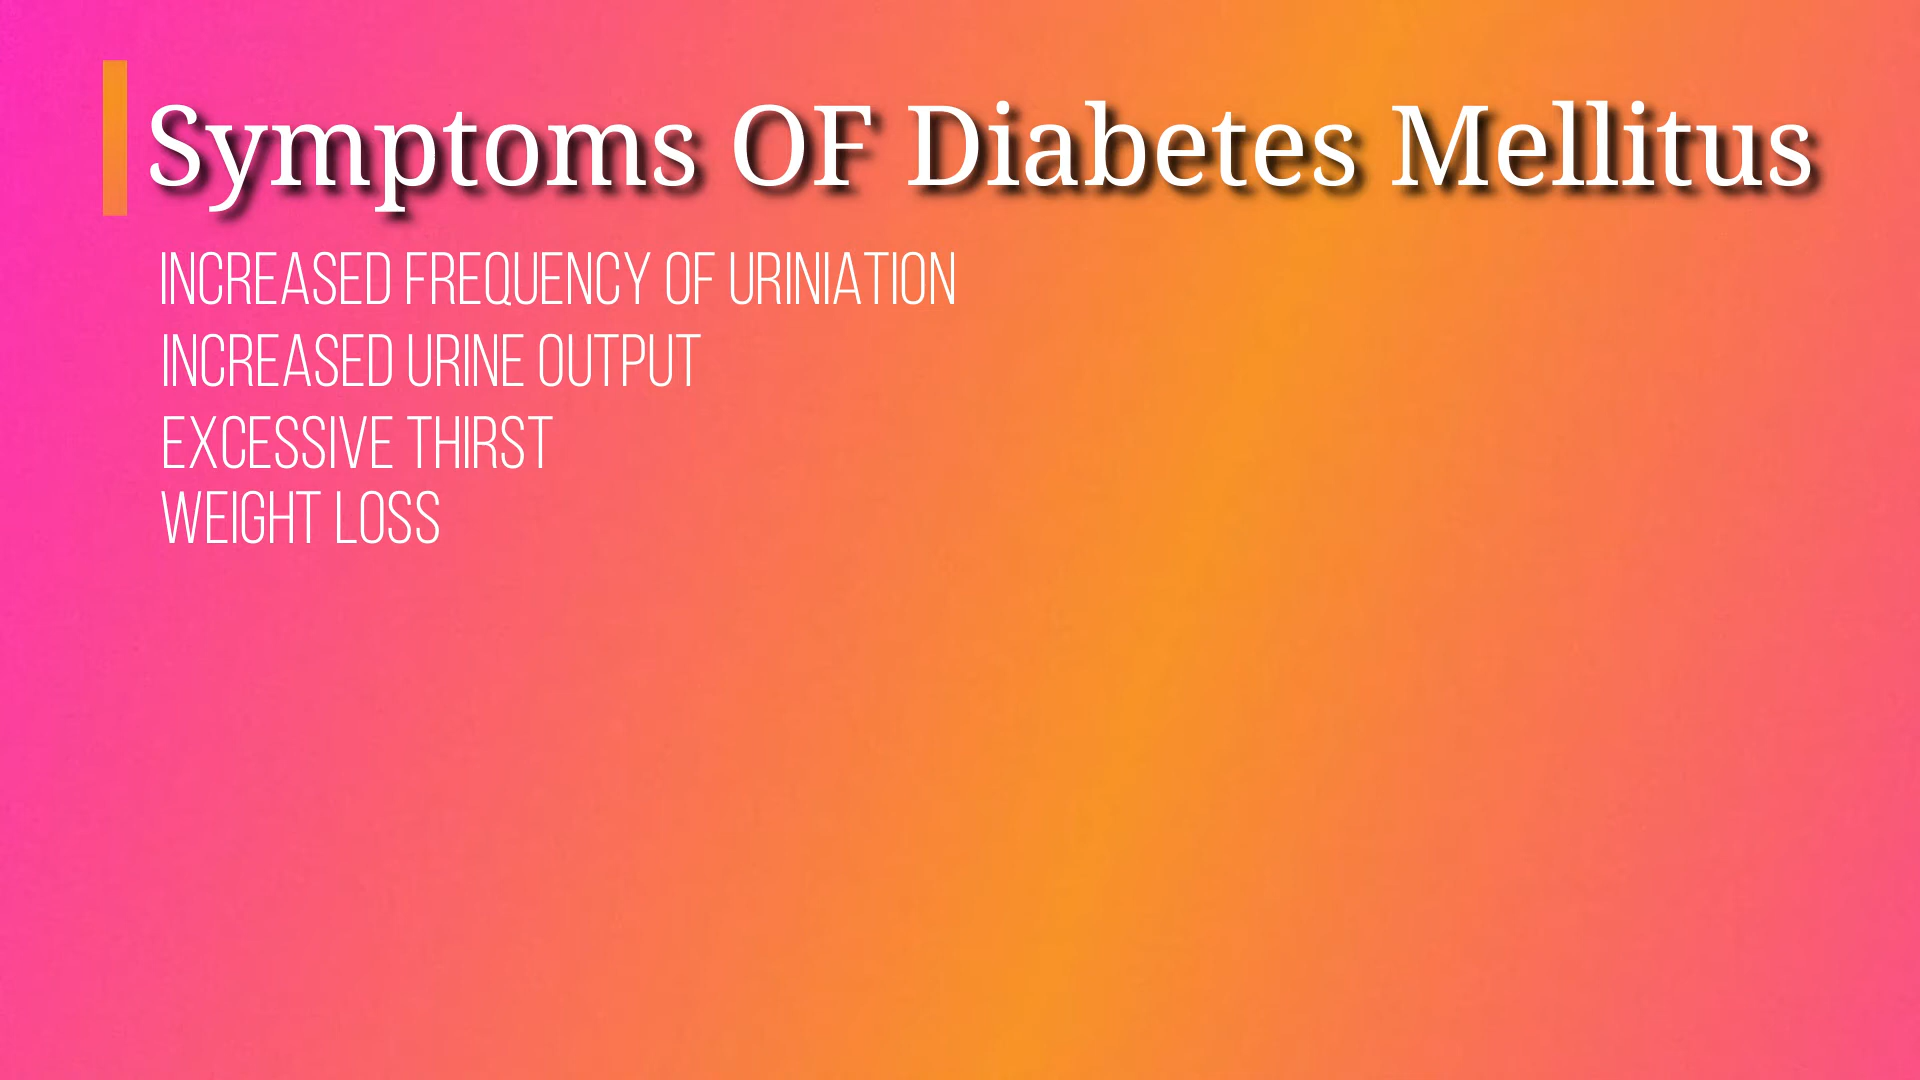 Symptoms OF Diabetes Mellitus
INCREASED FREQUENCY OF URINIATION
INCREASED URINE OUTPUT
EXCESSIVE THIRST
WEIGHT LOSS